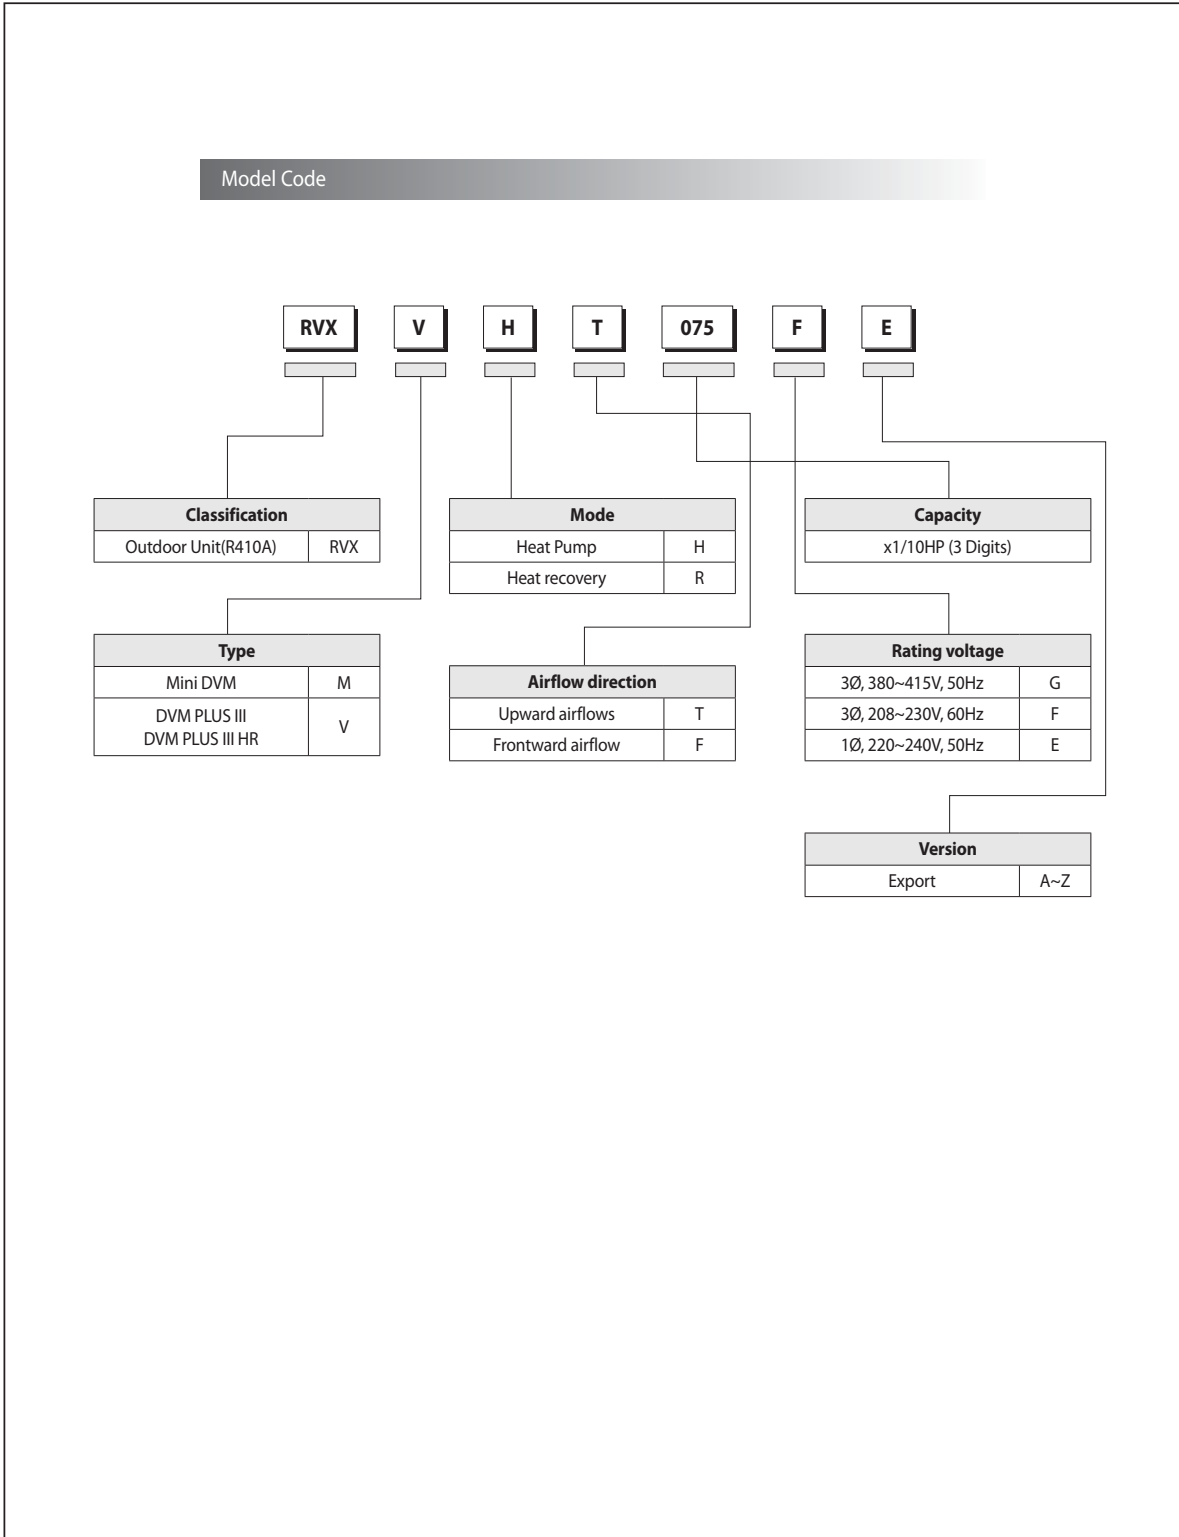 Model Code
RVX V H T 075 F E
Classification
Outdoor Unit(R410A) RVX
Type
Mini DVM M
DVM PLUS III
DVM PLUS III HR
V
Mode
Heat Pump H
Heat recovery R
Airflow direction
Upward airflows T
Frontward airflow F
Capacity
x1/10HP (3 Digits)
Rating voltage
3Ø, 380~415V, 50Hz G
3Ø, 208~230V, 60Hz F
1Ø, 220~240V, 50Hz E
Version
Export A~Z